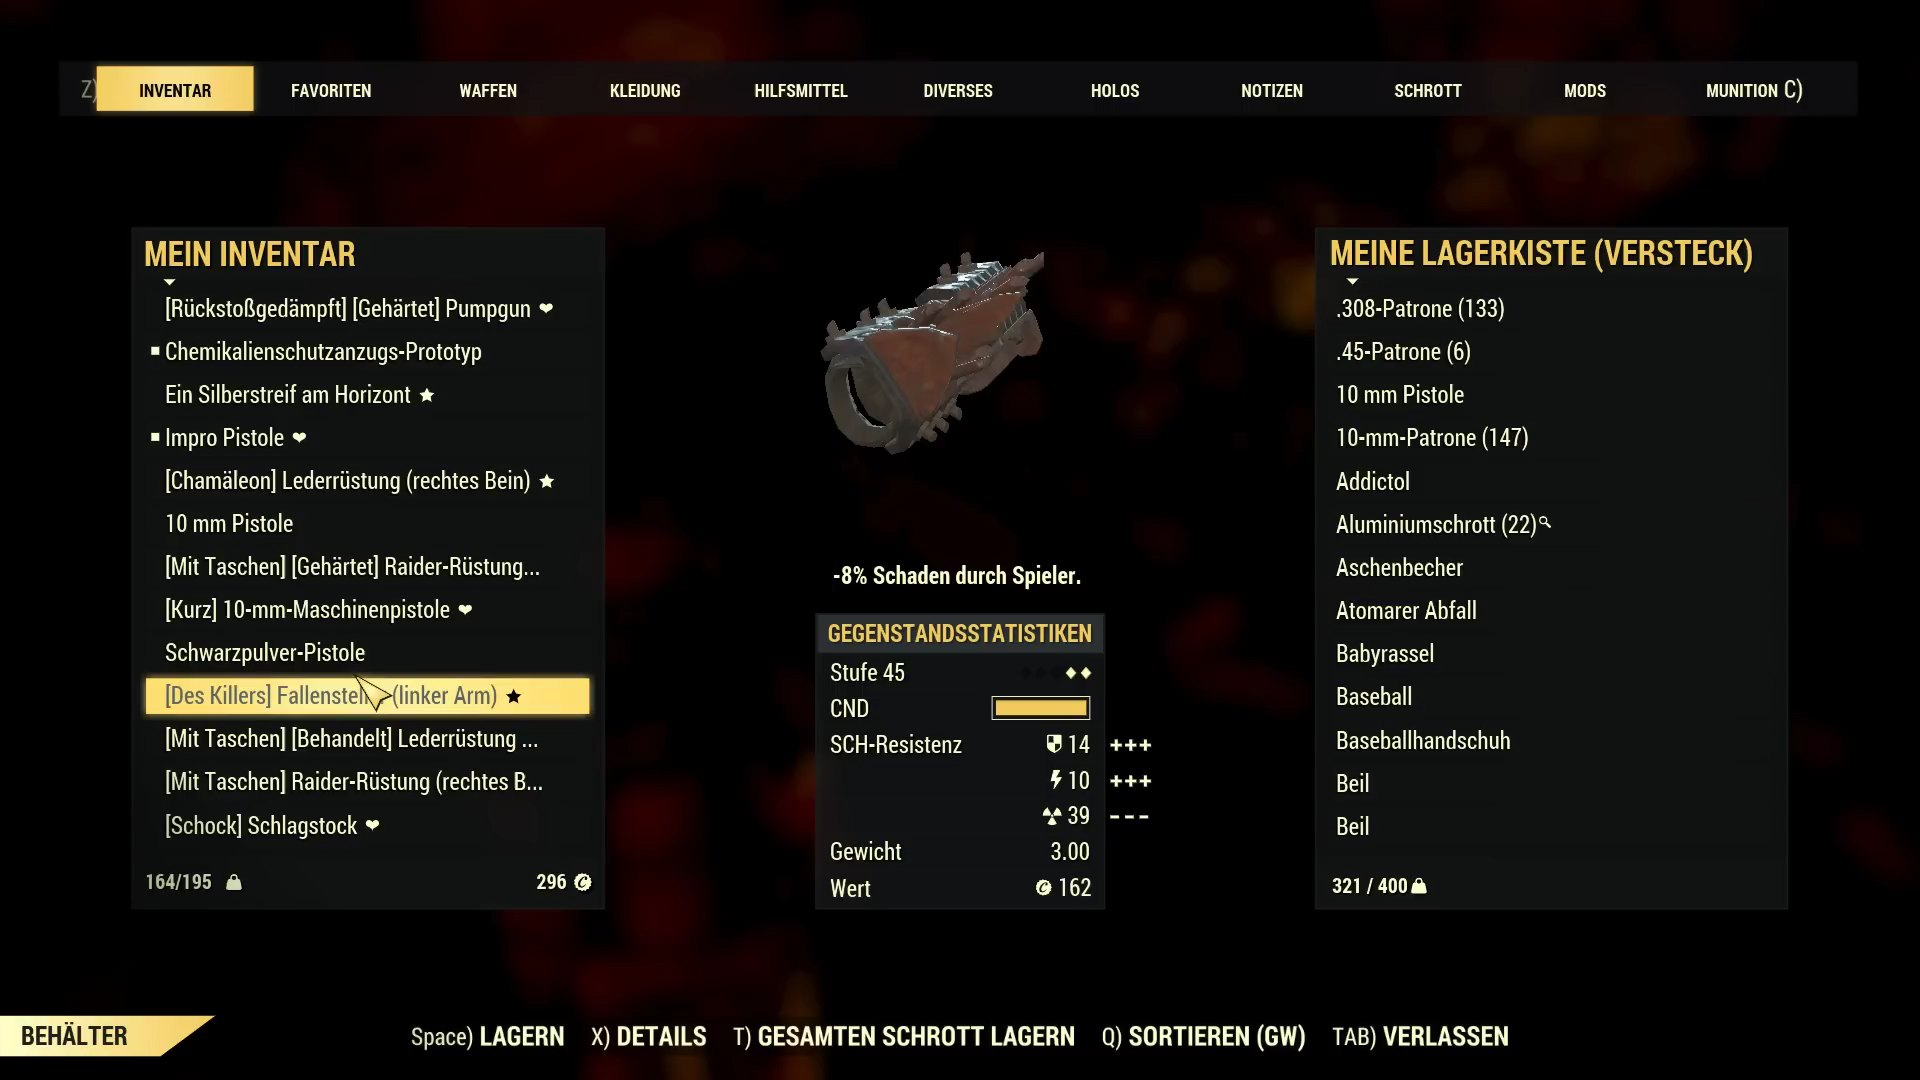 Z) INVENTAR FAVORITEN WAFFEN KLEIDUNG HILFSMITTEL DIVERSES HOLOS NOTIZEN SCHROTT MODS MUNITION C)
MEIN INVENTAR
[Rückstoßgedämpft] [Gehärtet] Pumpgun
Chemikalienschutzanzugs-Prototyp
Ein Silberstreif am Horizont
Impro Pistole
[Chamäleon] Lederrüstung (rechtes Bein)
10 mm Pistole
[Mit Taschen] [Gehärtet] Raider-Rüstung...
[Kurz] 10-mm-Maschinenpistole
Schwarzpulver-Pistole
[Des Killers] (linker Arm)
[Mit Taschen] [Behandelt] Lederrüstung ...
[Mit Taschen] Raider-Rüstung (rechtes B...
[Schock] Schlagstock
164/195 296
-8% Schaden durch Spieler.
GEGENSTANDSSTATISTIKEN
Stufe 45
CND
SCH-Resistenz 14 +++
10 +++
39 ---
Gewicht 3.00
Wert 162
MEINE LAGERKISTE (VERSTECK)
.308-Patrone (133)
.45-Patrone (6)
10 mm Pistole
10-mm-Patrone (147)
Addictol
Aluminiumschrott (22)
Aschenbecher
Atomarer Abfall
Babyrassel
Baseball
Baseballhandschuh
Beil
Beil
321 / 400
BEHÄLTER
Space) LAGERN X) DETAILS T) GESAMTEN SCHROTT LAGERN Q) SORTIEREN (GW) TAB) VERLASSEN